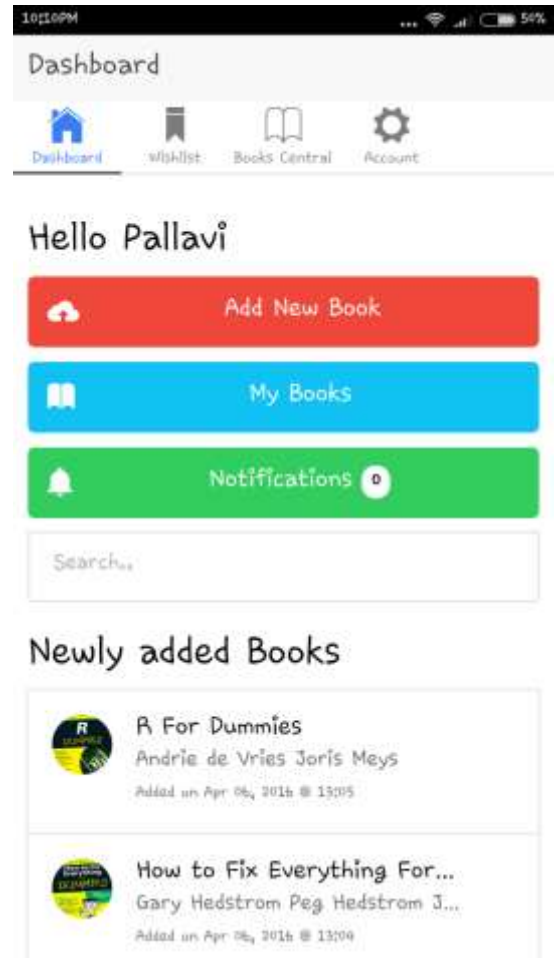 10:10PM ... 50%
Dashboard
Dashboard Wishlist Books Central Account
Hello Pallavi
Add New Book
My Books
Notifications 0
Search..
Newly added Books
R
R For Dummies
Andrie de Vries Joris Meys
Added on Apr 06, 2016 @ 13:05
How to Fix Everything For...
Gary Hedstrom Peg Hedstrom J...
Added on Apr 06, 2016 @ 13:04